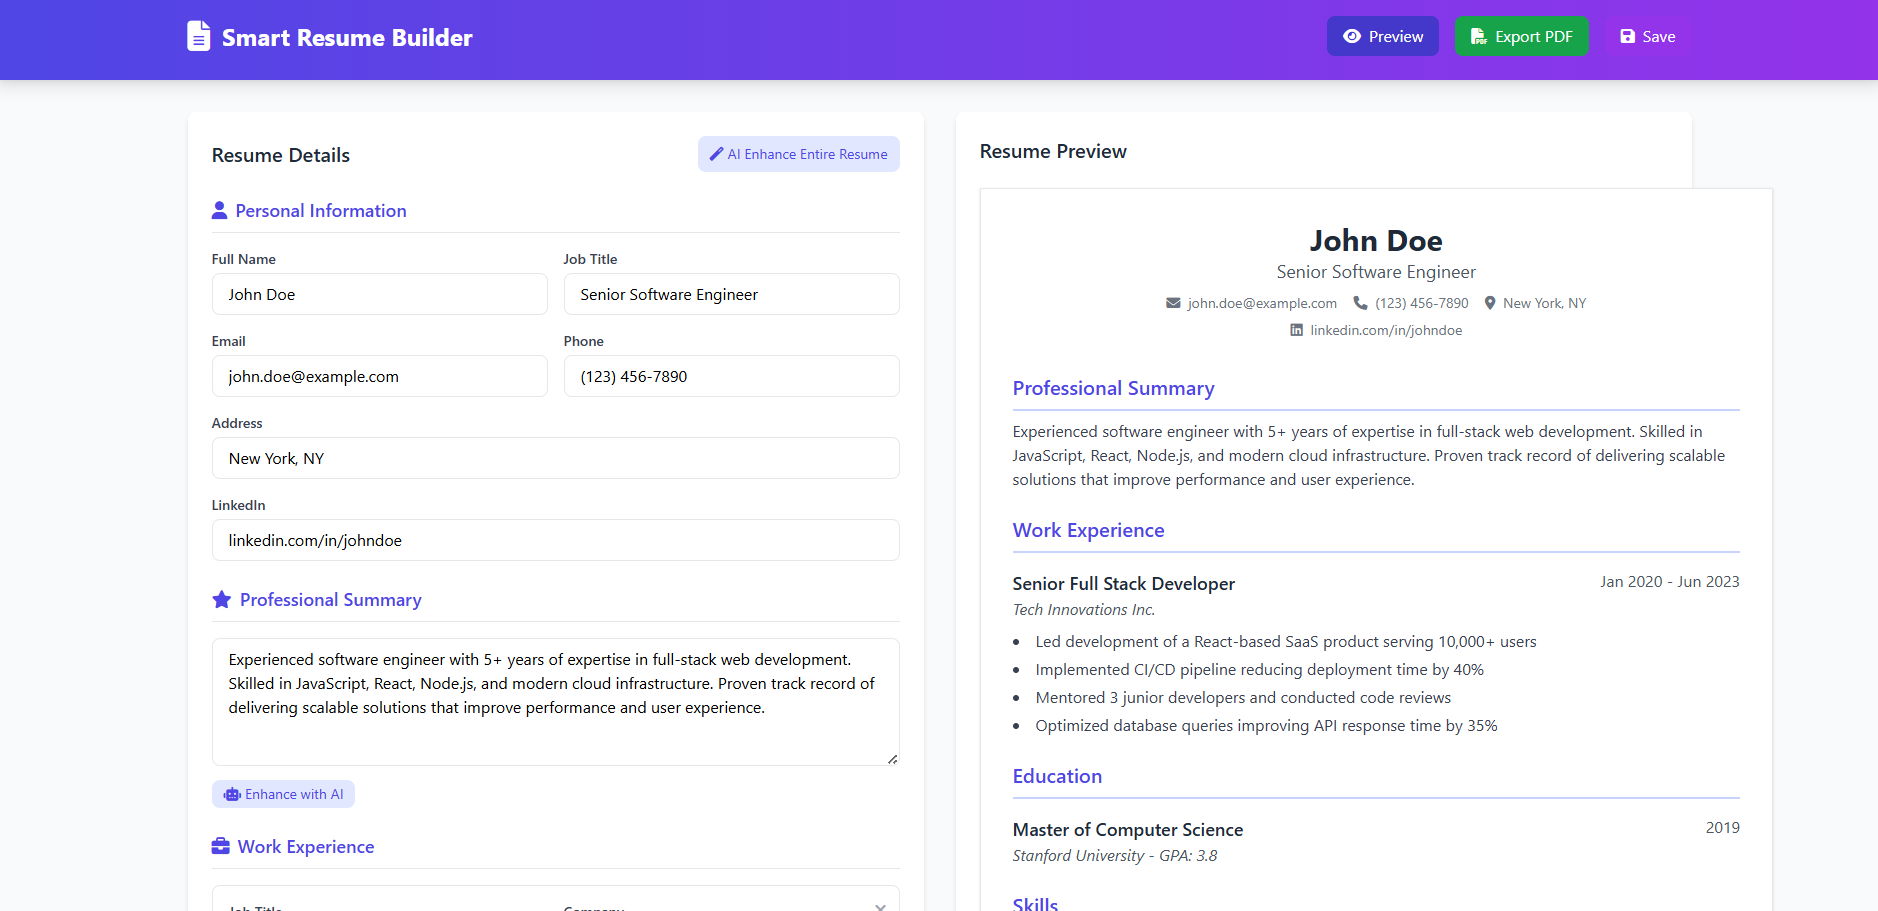 Smart Resume Builder
Preview
Export PDF
Save
Resume Details
AI Enhance Entire Resume
Personal Information
Full Name
Job Title
John Doe
Senior Software Engineer
Email
Phone
john.doe@example.com
(123) 456-7890
Address
New York, NY
LinkedIn
linkedin.com/in/johndoe
Professional Summary
Experienced software engineer with 5+ years of expertise in full-stack web development.
Skilled in JavaScript, React, Node.js, and modern cloud infrastructure. Proven track record of
delivering scalable solutions that improve performance and user experience.
Enhance with AI
Work Experience
Job Title
Company
Resume Preview
John Doe
Senior Software Engineer
john.doe@example.com (123) 456-7890 New York, NY
linkedin.com/in/johndoe
Professional Summary
Experienced software engineer with 5+ years of expertise in full-stack web development. Skilled in
JavaScript, React, Node.js, and modern cloud infrastructure. Proven track record of delivering scalable
solutions that improve performance and user experience.
Work Experience
Senior Full Stack Developer
Jan 2020 - Jun 2023
Tech Innovations Inc.
Led development of a React-based SaaS product serving 10,000+ users
Implemented CI/CD pipeline reducing deployment time by 40%
Mentored 3 junior developers and conducted code reviews
Optimized database queries improving API response time by 35%
Education
Master of Computer Science
2019
Stanford University - GPA: 3.8
Skills